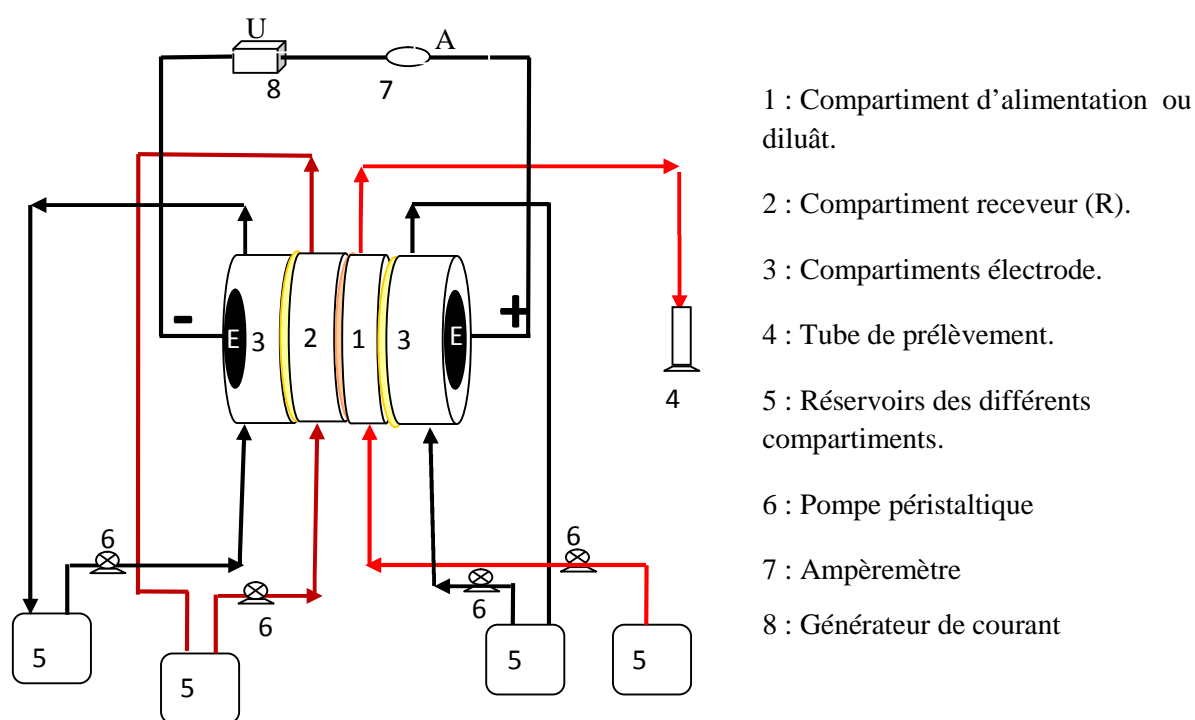 U
A
8
7
1 : Compartiment d’alimentation ou
diluât.
2 : Compartiment receveur (R).
3 : Compartiments électrode.
4 : Tube de prélèvement.
5 : Réservoirs des différents
compartiments.
6 : Pompe péristaltique
7 : Ampèremètre
8 : Générateur de courant
- +
E 3 2 1 3 E
4
6 6
6 6
5 5 5 5